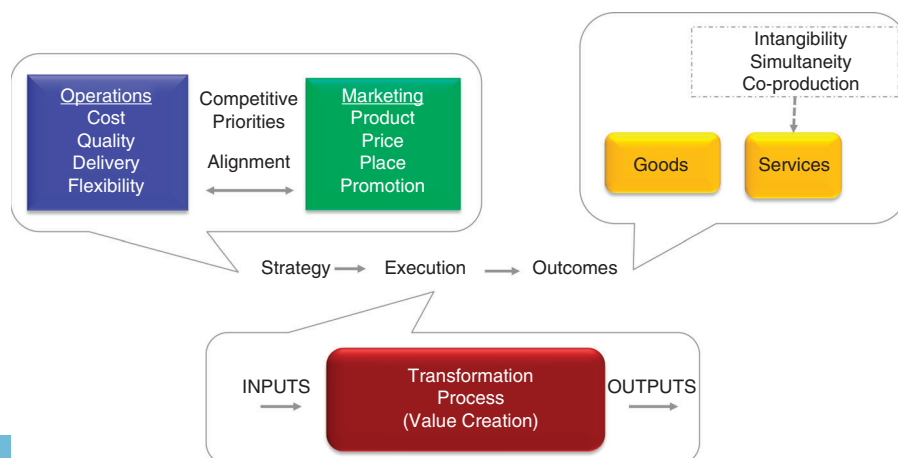 Operations
Cost
Quality
Delivery
Flexibility
Competitive
Priorities
Alignment
Marketing
Product
Price
Place
Promotion
Intangibility
Simultaneity
Co-production
Goods
Services
Strategy
Execution
Outcomes
INPUTS
Transformation
Process
(Value Creation)
OUTPUTS